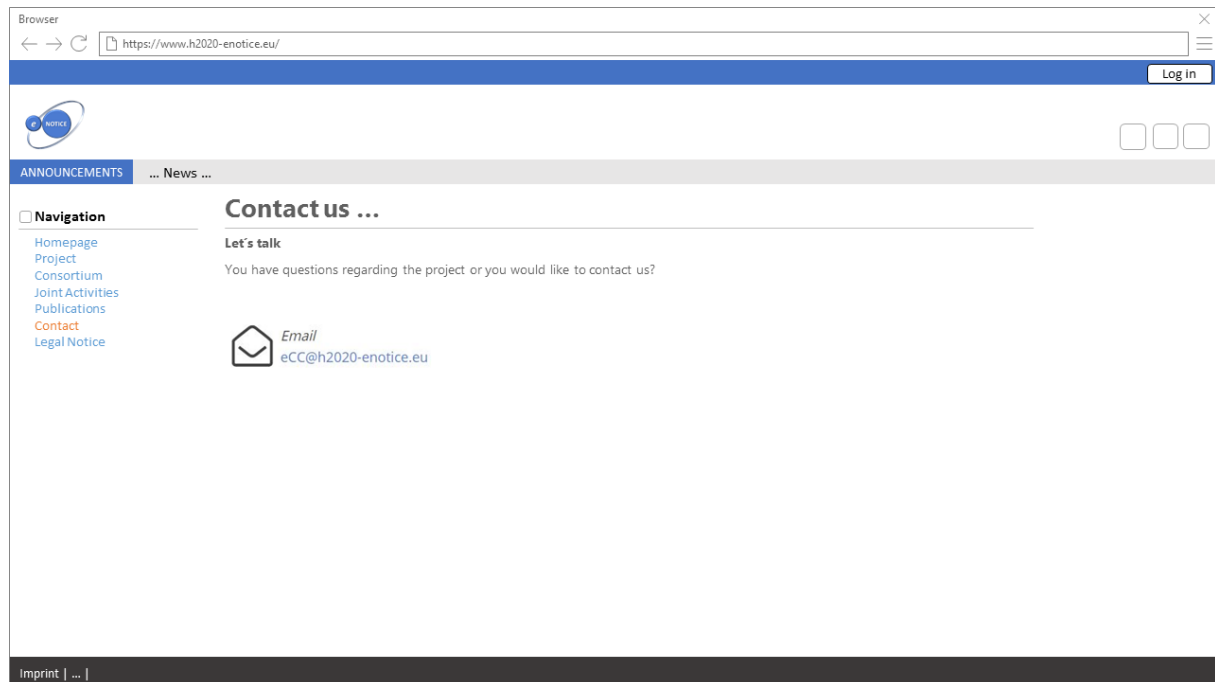 Browser
https://www.h2020-enotice.eu/
Log in
e NOTICE
ANNOUNCEMENTS ... News ...
Navigation
Homepage
Project
Consortium
Joint Activities
Publications
Contact
Legal Notice
Contact us ...
Let´s talk
You have questions regarding the project or you would like to contact us?
Email
eCC@h2020-enotice.eu
Imprint | ... |